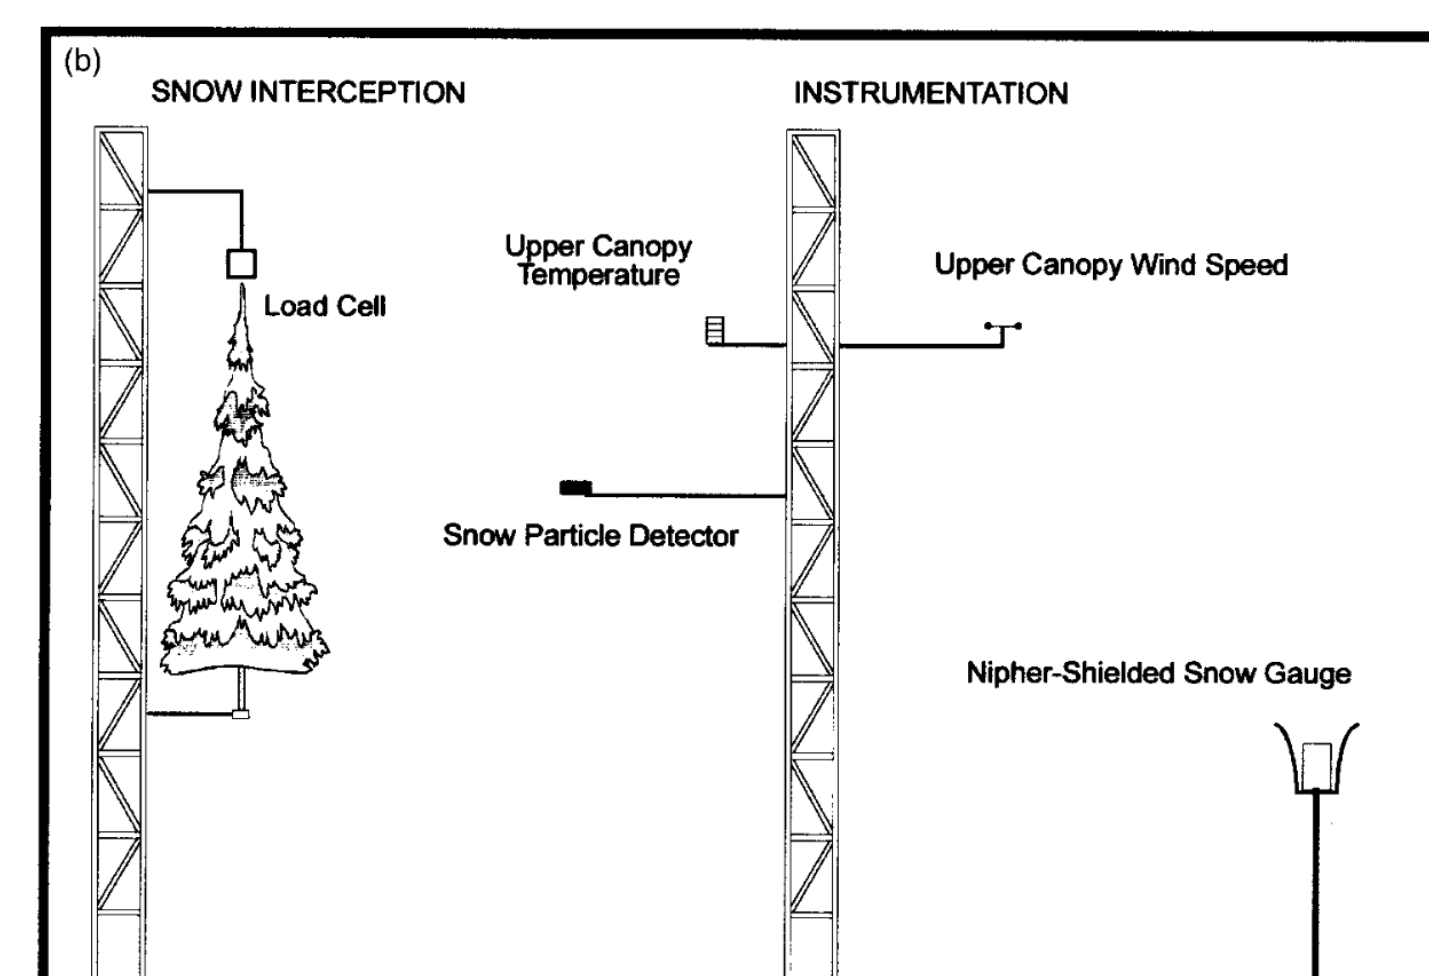 (b)
SNOW INTERCEPTION
INSTRUMENTATION
Upper Canopy
Temperature
Upper Canopy Wind Speed
Load Cell
Snow Particle Detector
Nipher-Shielded Snow Gauge